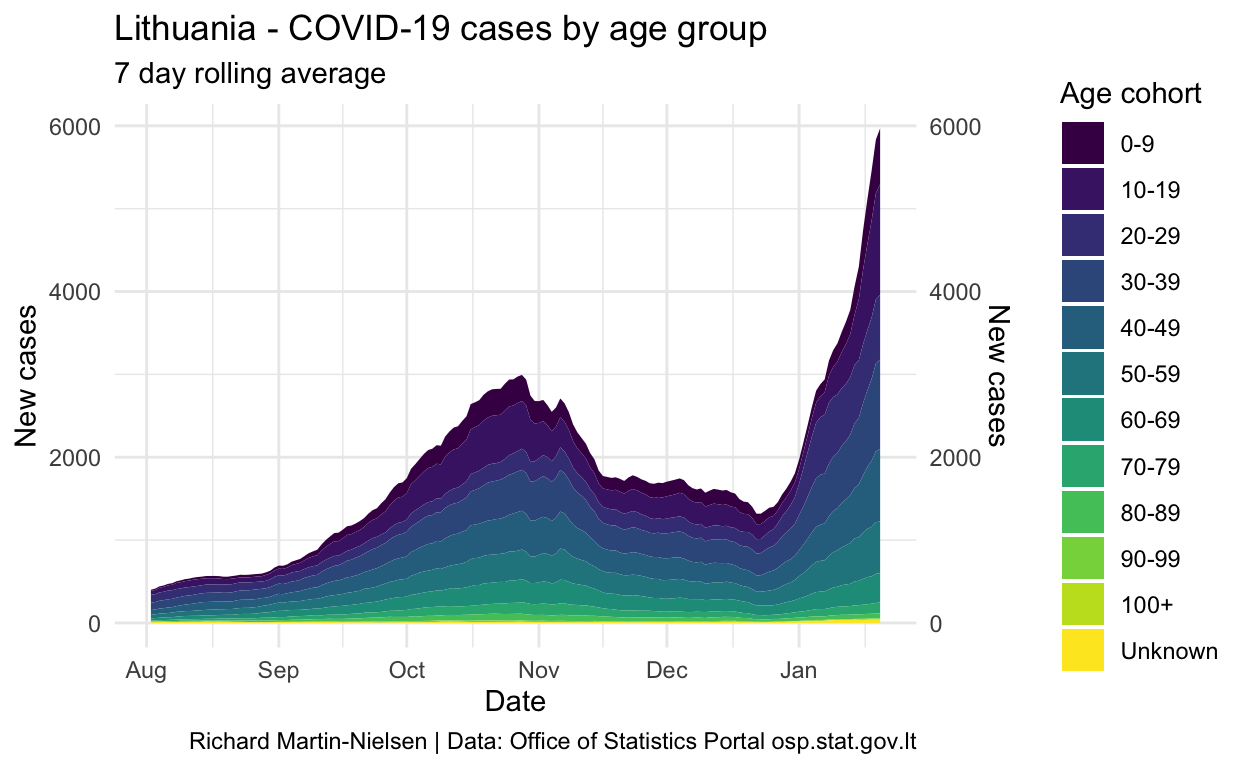 Lithuania - COVID-19 cases by age group
7 day rolling average
New cases
6000
4000
2000
0
6000
4000
2000
0
New cases
Aug Sep Oct Nov Dec Jan
Date
Age cohort
0-9
10-19
20-29
30-39
40-49
50-59
60-69
70-79
80-89
90-99
100+
Unknown
Richard Martin-Nielsen | Data: Office of Statistics Portal osp.stat.gov.lt